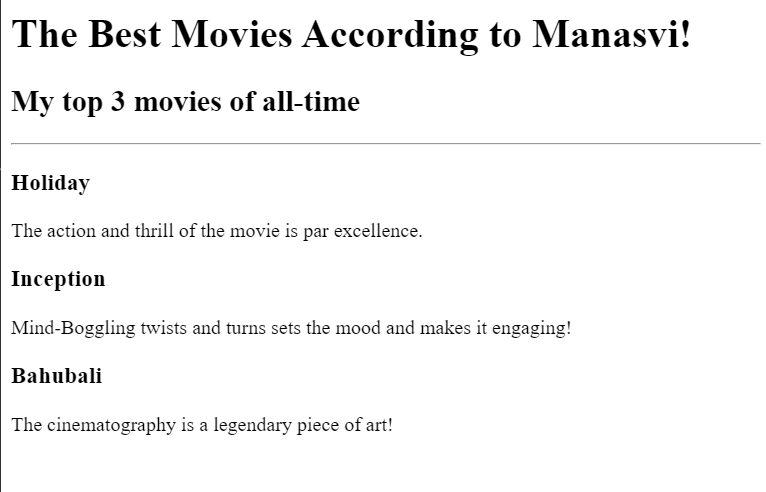 The Best Movies According to Manasvi!
My top 3 movies of all-time
Holiday
The action and thrill of the movie is par excellence.
Inception
Mind-Boggling twists and turns sets the mood and makes it engaging!
Bahubali
The cinematography is a legendary piece of art!